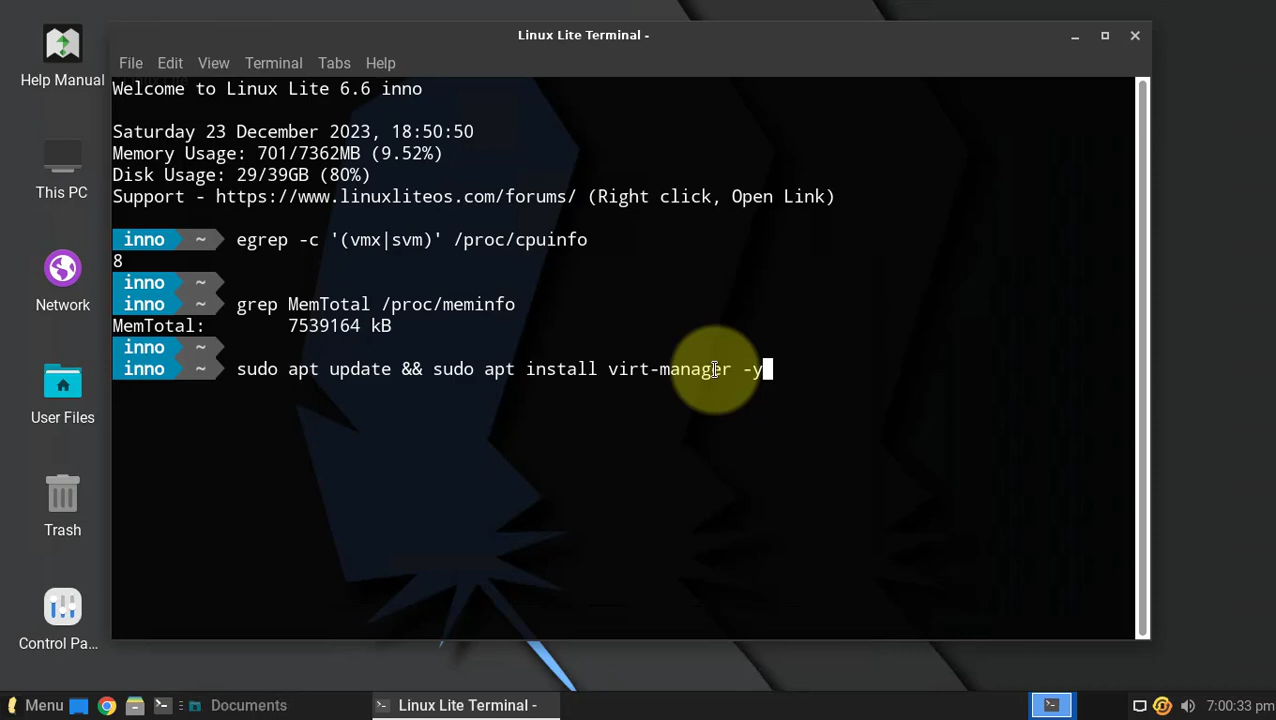 Linux Lite Terminal -
File Edit View Terminal Tabs Help
Help Manual
This PC
Network
User Files
Trash
Control Pa...
Welcome to Linux Lite 6.6 inno
Saturday 23 December 2023, 18:50:50
Memory Usage: 701/7362MB (9.52%)
Disk Usage: 29/39GB (80%)
Support - https://www.linuxliteos.com/forums/ (Right click, Open Link)
inno ~ egrep -c '(vmx|svm)' /proc/cpuinfo
8
inno ~
inno ~ grep MemTotal /proc/meminfo
MemTotal: 7539164 kB
inno ~
inno ~ sudo apt update && sudo apt install virt-manager -y
Menu Documents Linux Lite Terminal - 7:00:33 pm